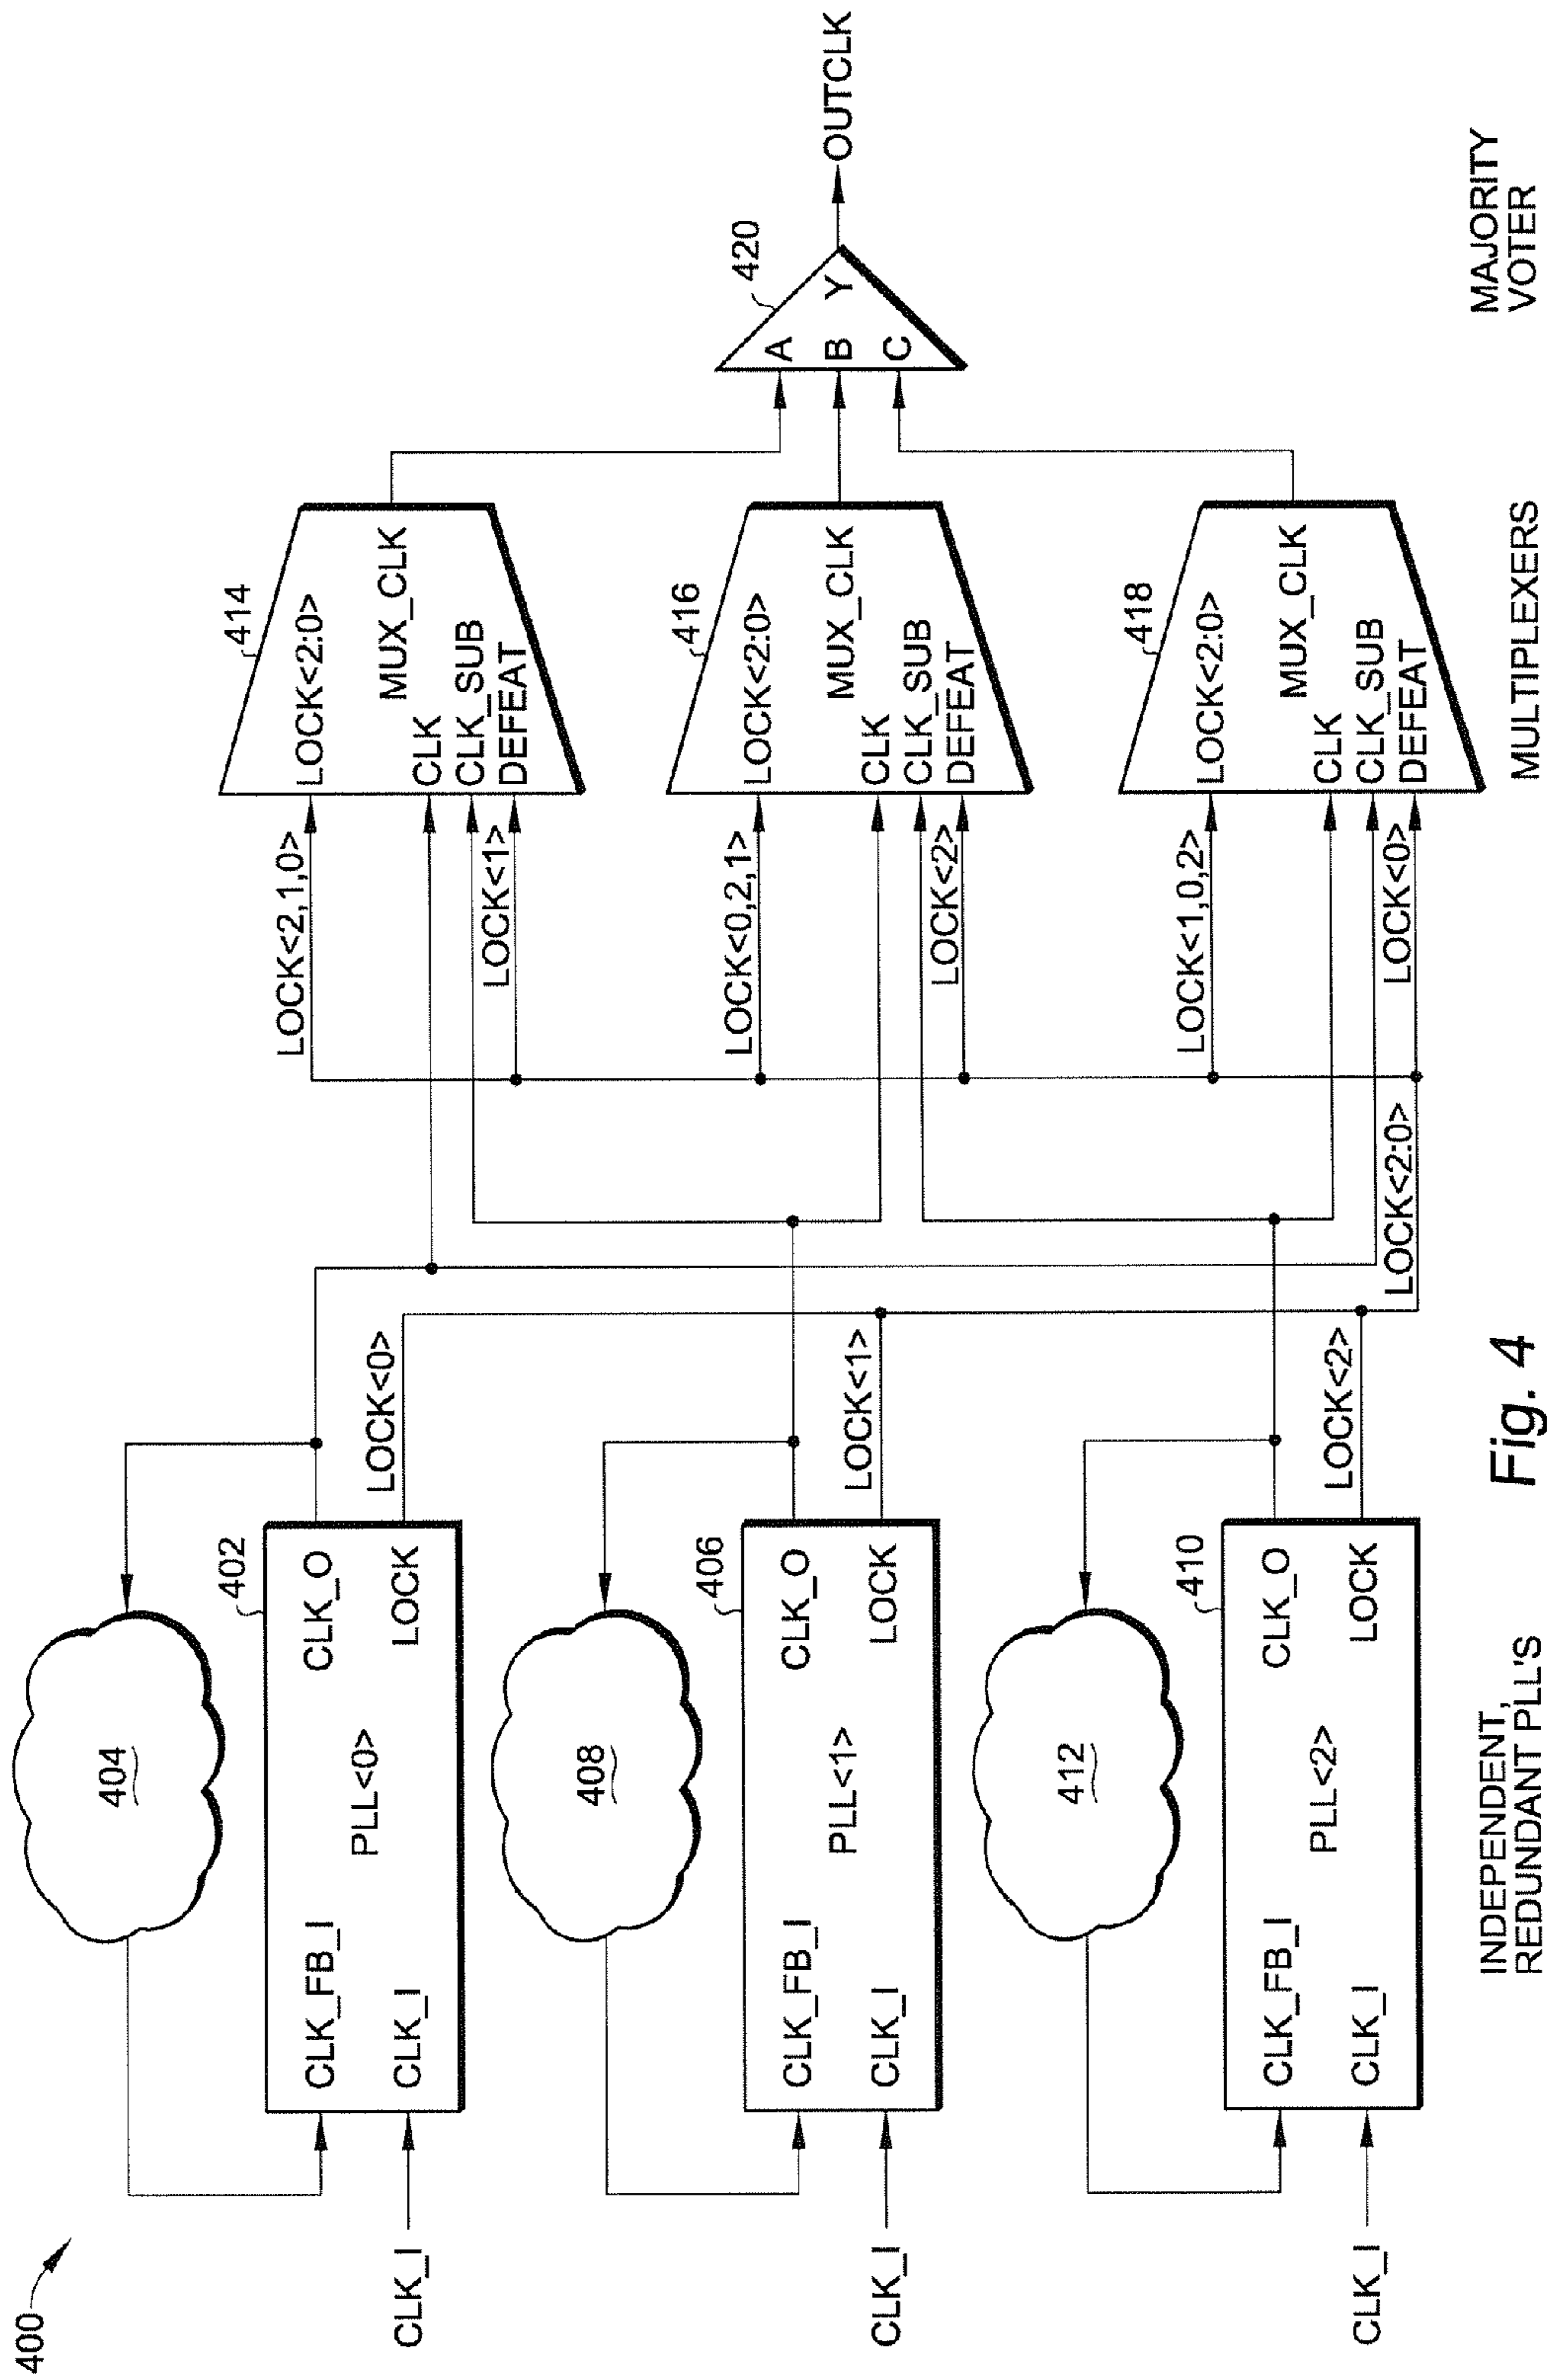 400
404
402
CLK_FB_I
CLK_O
PLL<0>
CLK_I
CLK_I
LOCK
LOCK<0>
408
406
CLK_FB_I
CLK_O
PLL<1>
CLK_I
CLK_I
LOCK
LOCK<1>
412
410
CLK_FB_I
CLK_O
PLL<2>
CLK_I
CLK_I
LOCK
LOCK<2>
LOCK<2:0>
414
LOCK<2,1,0>
LOCK<2:0>
MUX_CLK
CLK
CLK_SUB
LOCK<1>
DEFEAT
416
LOCK<0,2,1>
LOCK<2:0>
MUX_CLK
CLK
CLK_SUB
LOCK<2>
DEFEAT
418
LOCK<1,0,2>
LOCK<2:0>
MUX_CLK
CLK
CLK_SUB
LOCK<0>
DEFEAT
420
A
B
Y
C
OUTCLK
INDEPENDENT,
REDUNDANT PLL'S
MULTIPLEXERS
MAJORITY
VOTER
Fig. 4